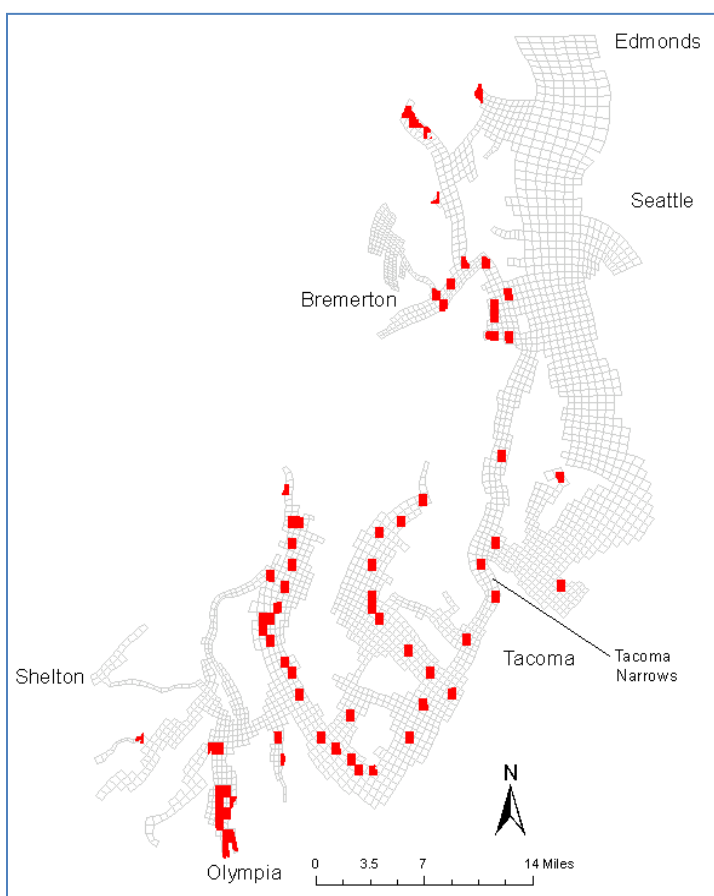 Edmonds
Seattle
Bremerton
Tacoma
Tacoma
Narrows
Shelton
N
Olympia
0 3.5 7 14 Miles